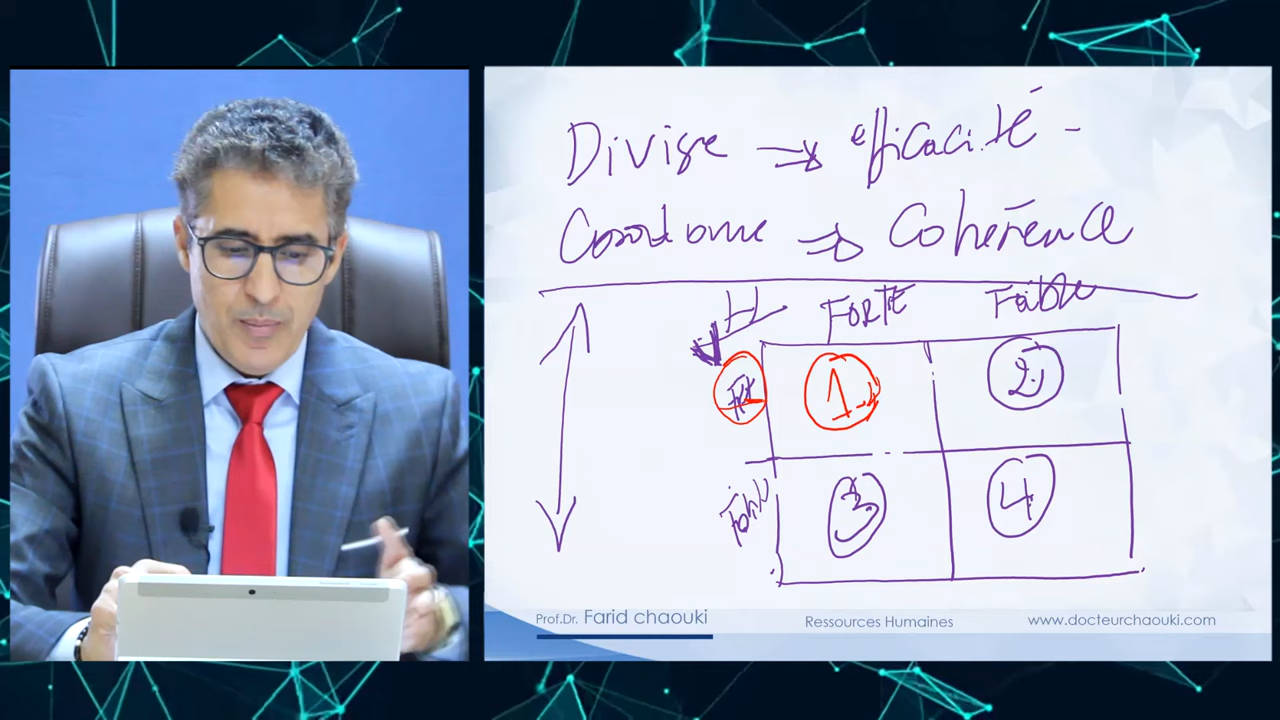 Divise => efficacité -
Coordonne => Cohérence
H FORTE Faible
Forte 1
2
Faible 3
4
Prof.Dr. Farid chaouki
Ressources Humaines
www.docteurchaouki.com